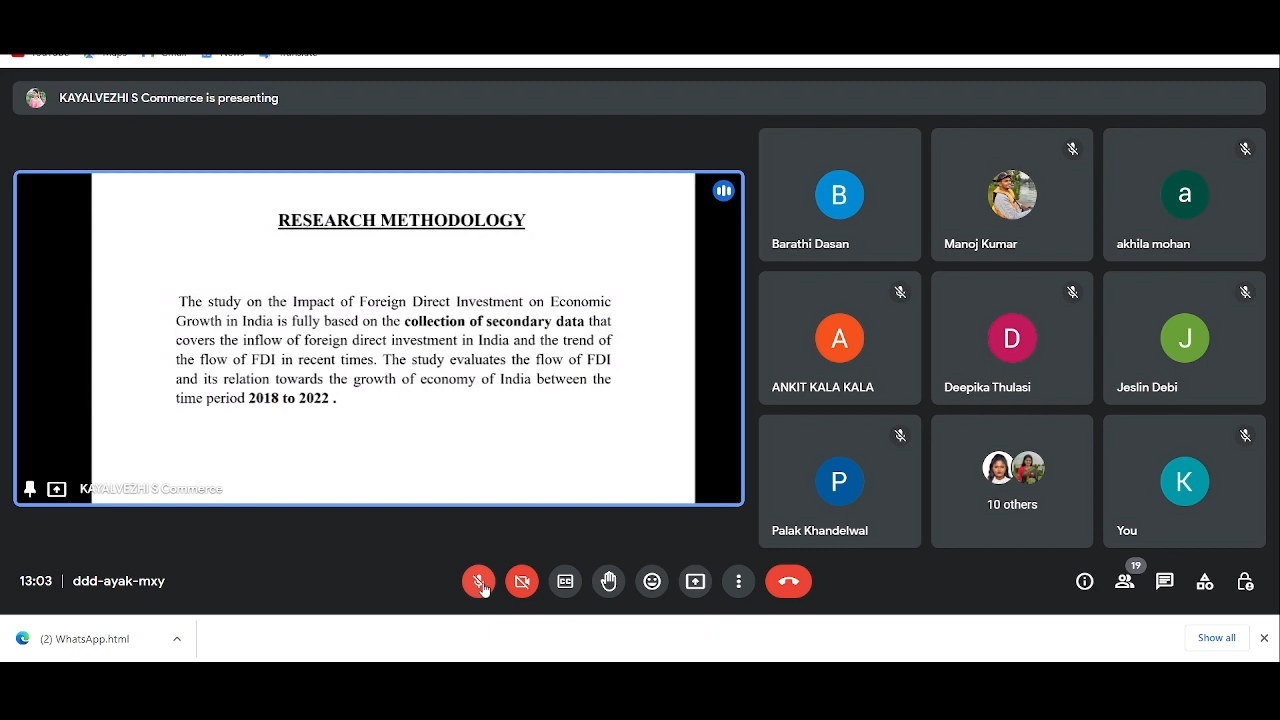 KAYALVEZHI S Commerce is presenting
RESEARCH METHODOLOGY
The study on the Impact of Foreign Direct Investment on Economic
Growth in India is fully based on the collection of secondary data that
covers the inflow of foreign direct investment in India and the trend of
the flow of FDI in recent times. The study evaluates the flow of FDI
and its relation towards the growth of economy of India between the
time period 2018 to 2022 .
KAYALVEZHI S Commerce
B
Barathi Dasan
Manoj Kumar
a
akhila mohan
A
ANKIT KALA KALA
D
Deepika Thulasi
J
Jeslin Debi
P
Palak Khandelwal
10 others
K
You
13:03 | ddd-ayak-mxy
19
(2) WhatsApp.html
Show all